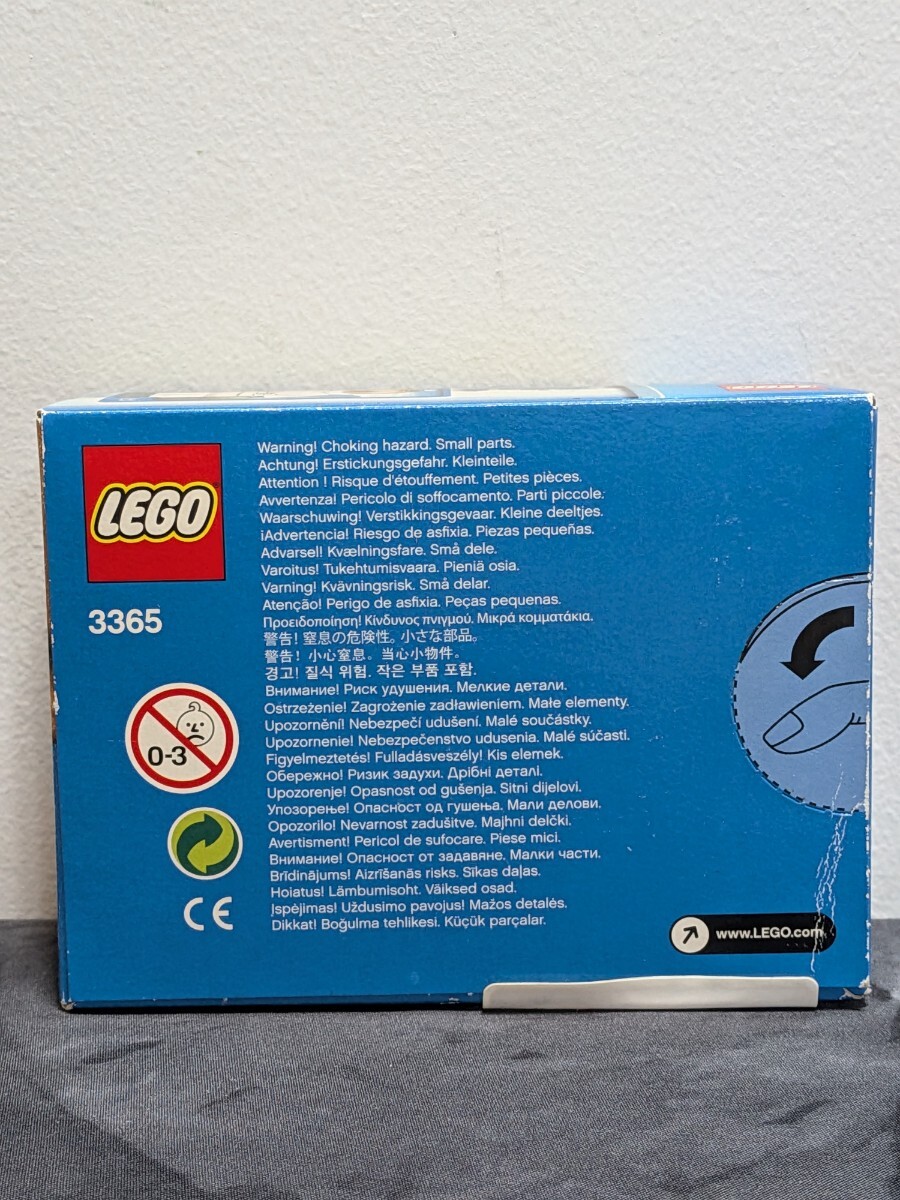 LEGO
3365
0-3
CE
Warning! Choking hazard. Small parts.
Achtung! Erstickungsgefahr. Kleinteile.
Attention ! Risque d'étouffement. Petites pièces.
Avvertenza! Pericolo di soffocamento. Parti piccole.
Waarschuwing! Verstikkingsgevaar. Kleine deeltjes.
¡Advertencia! Riesgo de asfixia. Piezas pequeñas.
Advarsel! Kvælningsfare. Små dele.
Varoitus! Tukehtumisvaara. Pieniä osia.
Varning! Kvävningsrisk. Små delar.
Atenção! Perigo de asfixia. Peças pequenas.
Προειδοποίηση! Κίνδυνος πνιγμού. Μικρά κομματάκια.
警告! 窒息の危険性。小さな部品。
警告! 小心窒息。当心小物件。
경고! 질식 위험. 작은 부품 포함.
Внимание! Риск удушения. Мелкие детали.
Ostrzeżenie! Zagrożenie zadławieniem. Małe elementy.
Upozornění! Nebezpečí udušení. Malé součástky.
Upozornenie! Nebezpečenstvo udusenia. Malé súčasti.
Figyelmeztetés! Fulladásveszély! Kis elemek.
Обережно! Ризик задухи. Дрібні деталі.
Upozorenje! Opasnost od gušenja. Sitni dijelovi.
Упозорење! Опасност од гушења. Мали делови.
Opozorilo! Nevarnost zadušitve. Majhni delčki.
Avertisment! Pericol de sufocare. Piese mici.
Внимание! Опасност от задавяне. Малки части.
Brīdinājums! Aizrīšanās risks. Sīkas daļas.
Hoiatus! Lämbumisoht. Väiksed osad.
Įspėjimas! Uždusimo pavojus! Mažos detalės.
Dikkat! Boğulma tehlikesi. Küçük parçalar.
www.LEGO.com